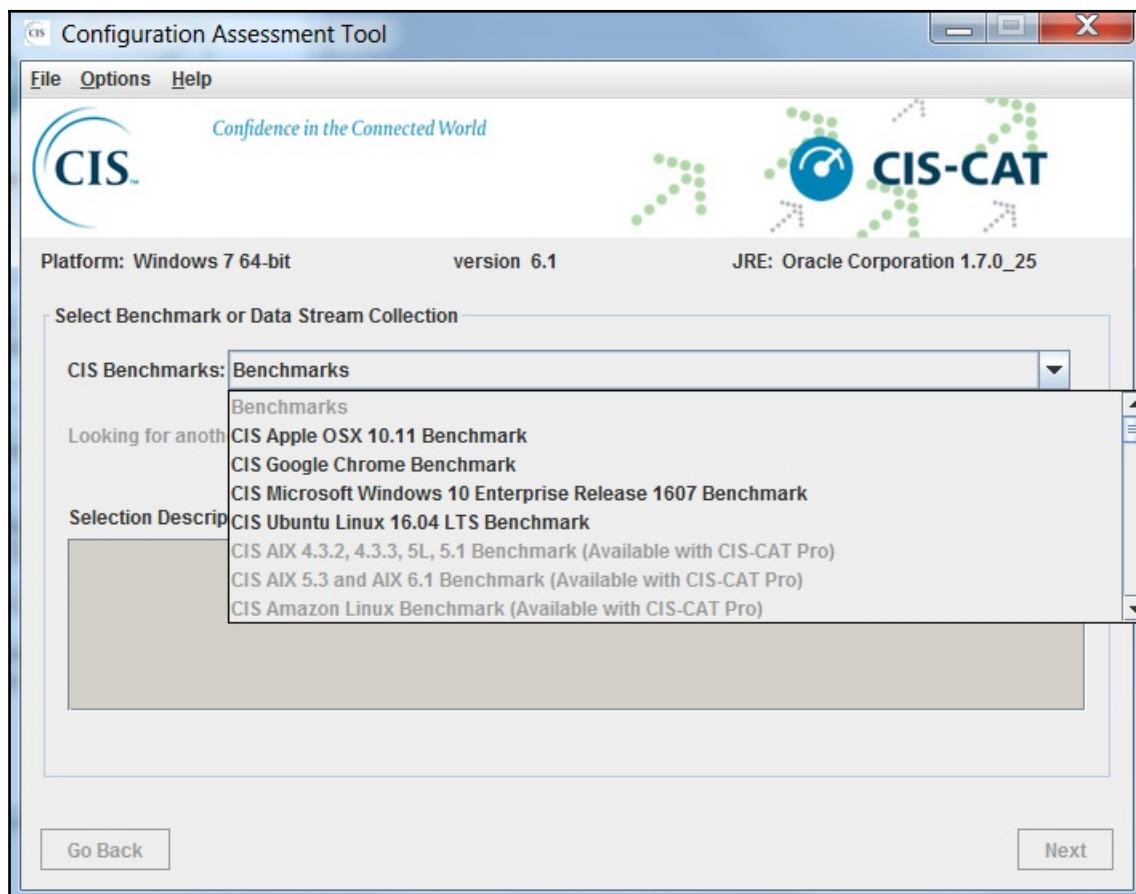 CIS Configuration Assessment Tool
File Options Help
Confidence in the Connected World
CIS™
CIS-CAT
Platform: Windows 7 64-bit version 6.1 JRE: Oracle Corporation 1.7.0_25
Select Benchmark or Data Stream Collection
CIS Benchmarks: Benchmarks
Benchmarks
Looking for anoth
CIS Apple OSX 10.11 Benchmark
CIS Google Chrome Benchmark
CIS Microsoft Windows 10 Enterprise Release 1607 Benchmark
Selection Descrip
CIS Ubuntu Linux 16.04 LTS Benchmark
CIS AIX 4.3.2, 4.3.3, 5L, 5.1 Benchmark (Available with CIS-CAT Pro)
CIS AIX 5.3 and AIX 6.1 Benchmark (Available with CIS-CAT Pro)
CIS Amazon Linux Benchmark (Available with CIS-CAT Pro)
Go Back Next